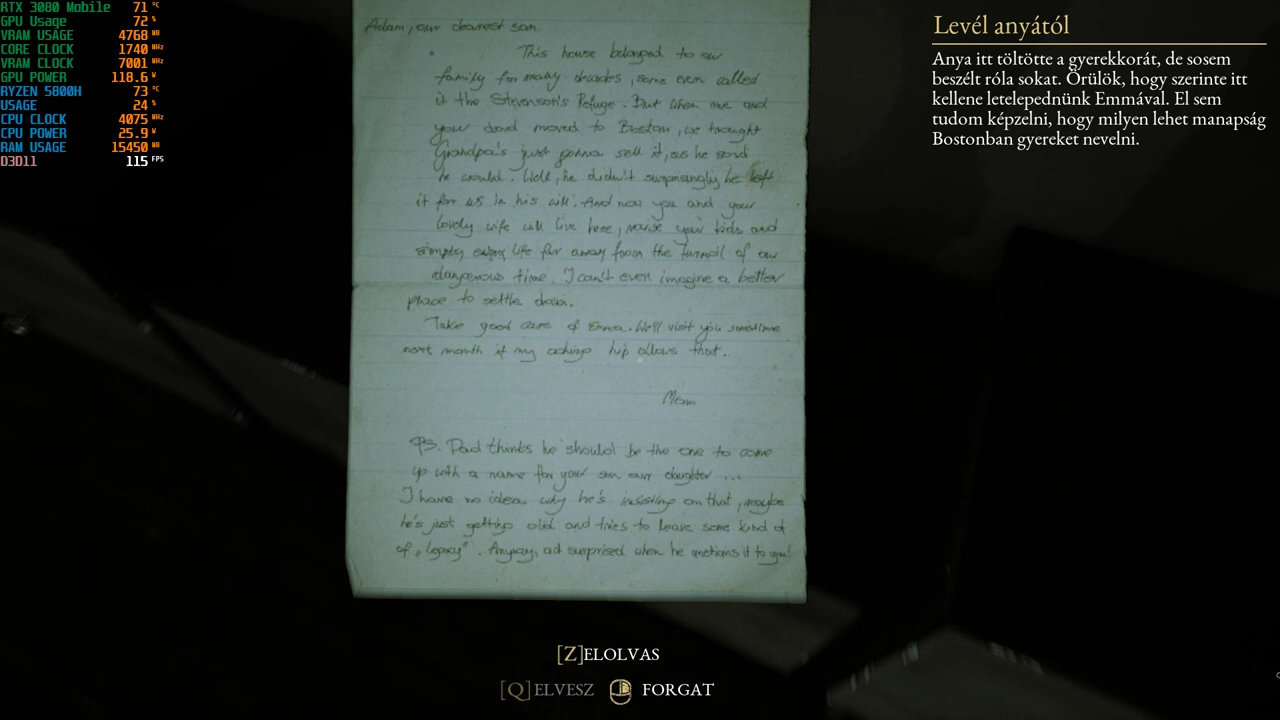 RTX 3080 Mobile 71 °C
GPU Usage 72 %
VRAM USAGE 4768 MB
CORE CLOCK 1740 MHz
VRAM CLOCK 7001 MHz
GPU POWER 118.6 W
RYZEN 5800H 73 °C
USAGE 24 %
CPU CLOCK 4075 MHz
CPU POWER 25.9 W
RAM USAGE 15450 MB
D3D11 115 FPS
Adam, our dearest son.
This house belonged to our
family for many decades, some even called
it the Stevenson's Refuge. But when me and
your dad moved to Boston, we thought
Grandpa's just gonna sell it, as he said
he would. Well, he didn't surprisingly he left
it for us in his will. And now you and your
lovely wife will live here, raise your kids and
simply enjoy life far away from the turmoil of our
dangerous time. I can't even imagine a better
place to settle down.
Take good care of Emma. We'll visit you sometime
next month if my aching hip allows that.
Mom
PS. Dad thinks he should be the one to come
up with a name for your son our daughter ...
I have no idea why he's insisting on that, maybe
he's just getting old and tries to leave some kind of
of „legacy". Anyway, act surprised when he mentions it to you!
Levél anyától
Anya itt töltötte a gyerekkorát, de sosem
beszélt róla sokat. Örülök, hogy szerinte itt
kellene letelepednünk Emmával. El sem
tudom képzelni, hogy milyen lehet manapság
Bostonban gyereket nevelni.
[Z]ELOLVAS
[Q]ELVESZ FORGAT